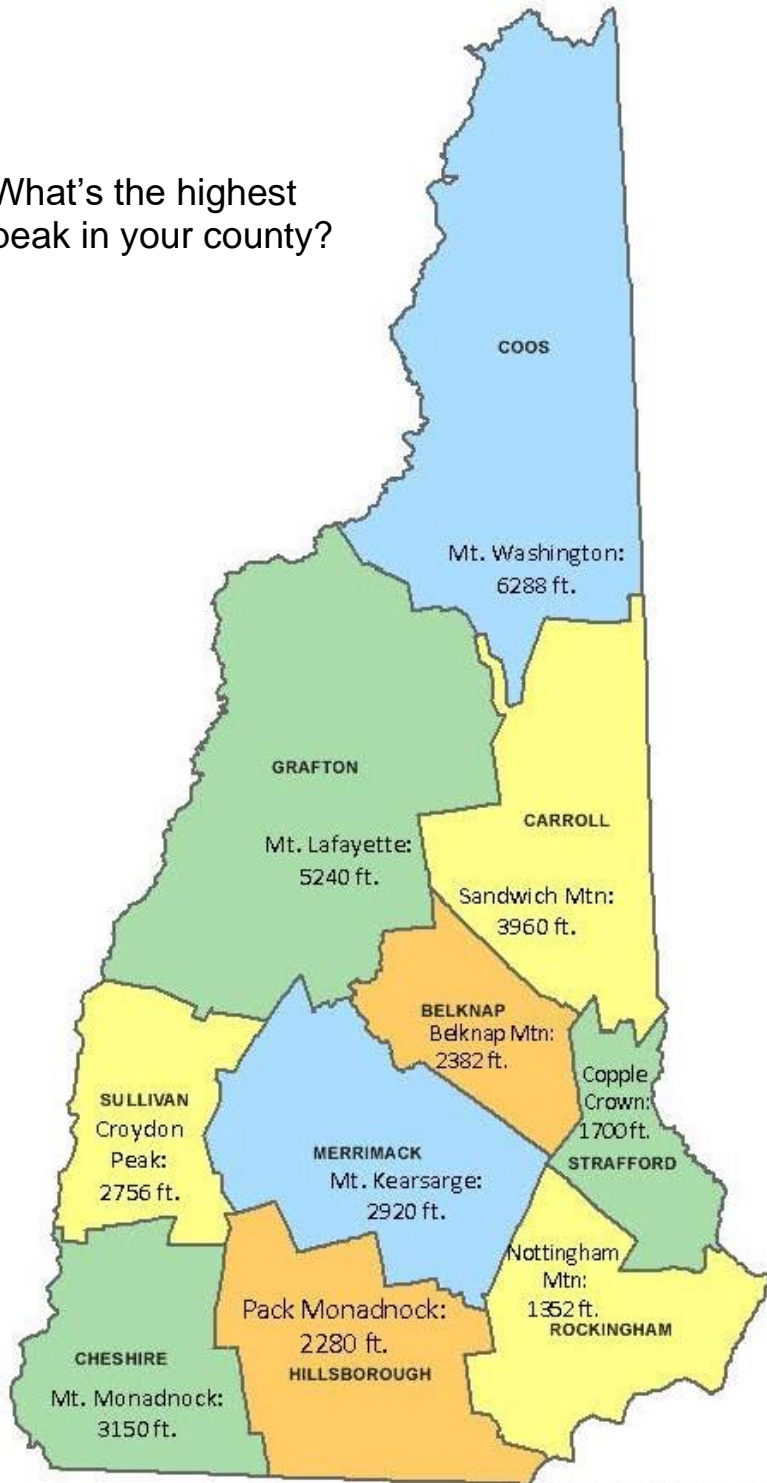 What's the highest
peak in your county?
COOS
Mt. Washington:
6288 ft.
GRAFTON
Mt. Lafayette:
5240 ft.
CARROLL
Sandwich Mtn:
3960 ft.
BELKNAP
Belknap Mtn:
2382 ft.
Copple
Crown:
1700 ft.
STRAFFORD
SULLIVAN
Croydon
Peak:
2756 ft.
MERRIMACK
Mt. Kearsarge:
2920 ft.
Nottingham
Mtn:
1352 ft.
ROCKINGHAM
Pack Monadnock:
2280 ft.
HILLSBOROUGH
CHESHIRE
Mt. Monadnock:
3150 ft.